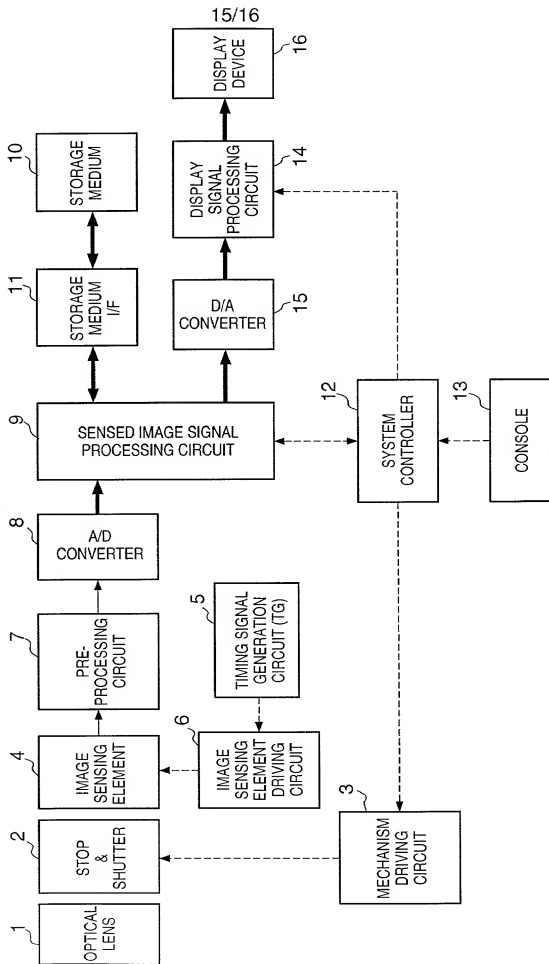 15/16
1
OPTICAL
LENS
2
STOP
&
SHUTTER
4
IMAGE
SENSING
ELEMENT
7
PRE-
PROCESSING
CIRCUIT
8
A/D
CONVERTER
9
SENSED IMAGE SIGNAL
PROCESSING CIRCUIT
11
STORAGE
MEDIUM
I/F
10
STORAGE
MEDIUM
15
D/A
CONVERTER
14
DISPLAY
SIGNAL
PROCESSING
CIRCUIT
16
DISPLAY
DEVICE
6
IMAGE
SENSING
ELEMENT
DRIVING
CIRCUIT
5
TIMING SIGNAL
GENERATION
CIRCUIT (TG)
3
MECHANISM
DRIVING
CIRCUIT
12
SYSTEM
CONTROLLER
13
CONSOLE